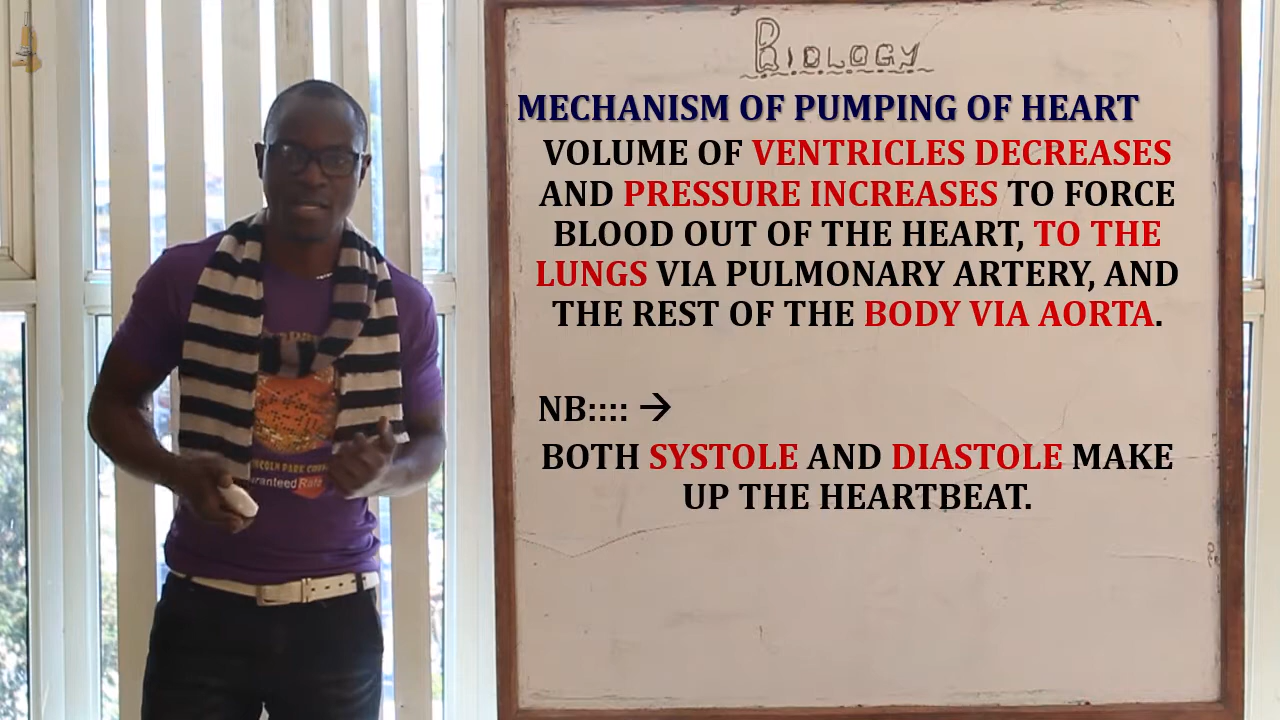 BIOLOGY
MECHANISM OF PUMPING OF HEART
VOLUME OF VENTRICLES DECREASES
AND PRESSURE INCREASES TO FORCE
BLOOD OUT OF THE HEART, TO THE
LUNGS VIA PULMONARY ARTERY, AND
THE REST OF THE BODY VIA AORTA.
NB:::: →
BOTH SYSTOLE AND DIASTOLE MAKE
UP THE HEARTBEAT.